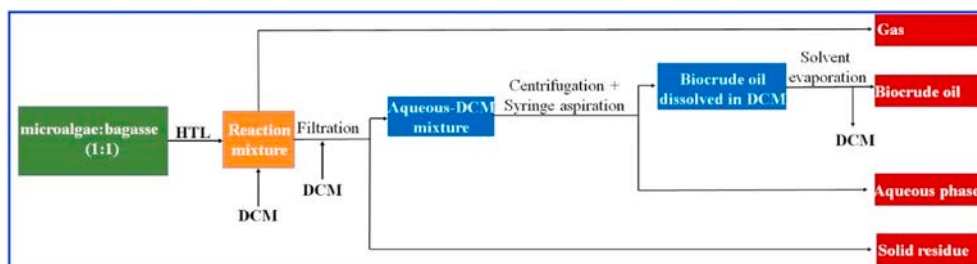 Gas
Solvent
evaporation
Centrifugation +
Syringe aspiration
Biocrude oil
dissolved in DCM
Biocrude oil
microalgae:bagasse
(1:1)
HTL
Reaction
mixture
Filtration
Aqueous-DCM
mixture
DCM
DCM
DCM
Aqueous phase
Solid residue